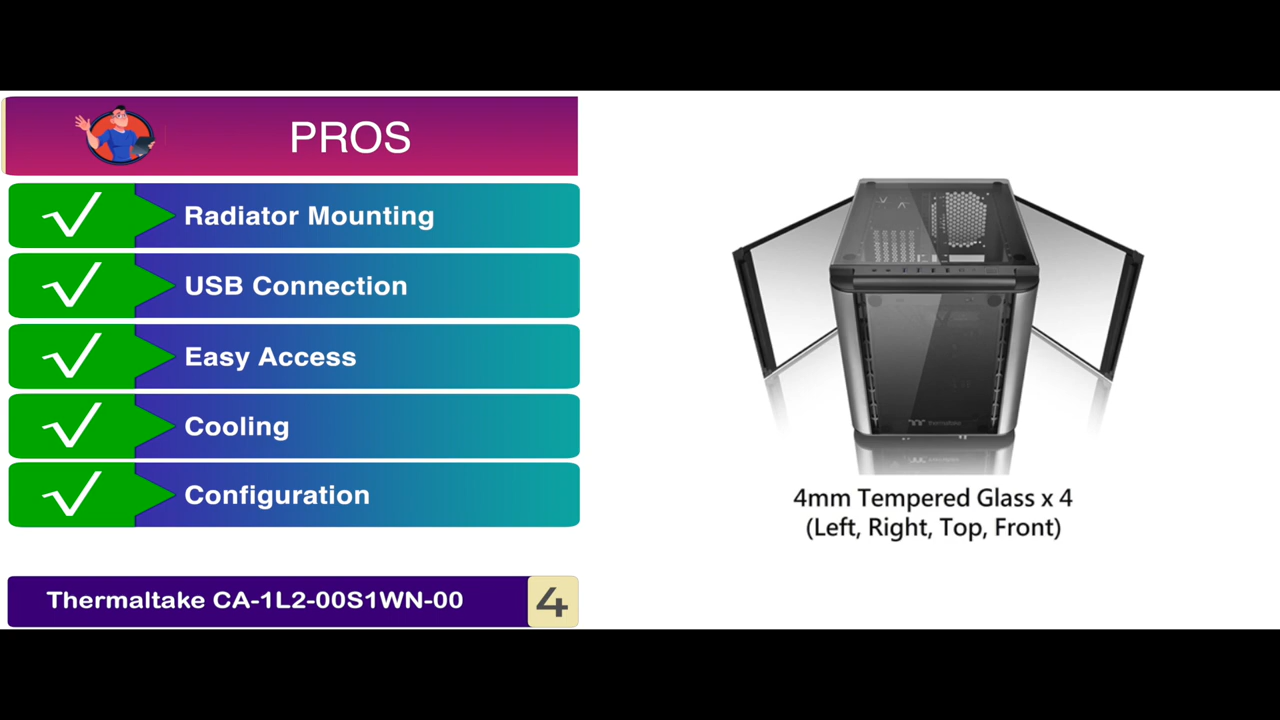 PROS
Radiator Mounting
USB Connection
Easy Access
Cooling
Configuration
Thermaltake CA-1L2-00S1WN-00
4
thermaltake
4mm Tempered Glass x 4
(Left, Right, Top, Front)